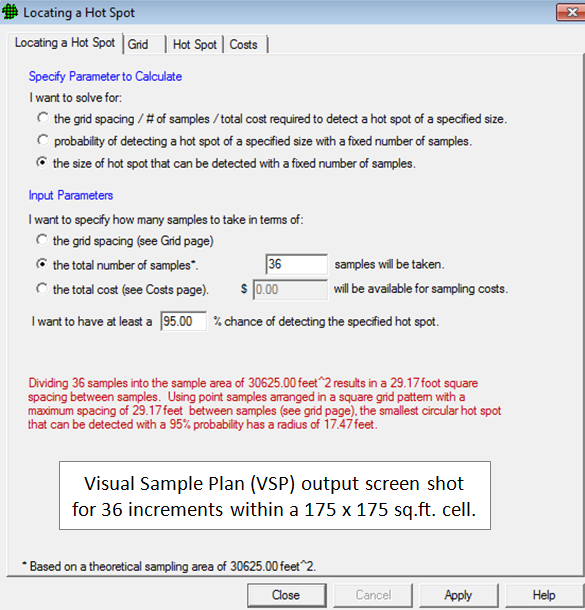 Locating a Hot Spot
Locating a Hot Spot Grid Hot Spot Costs
Specify Parameter to Calculate
I want to solve for:
the grid spacing / # of samples / total cost required to detect a hot spot of a specified size.
probability of detecting a hot spot of a specified size with a fixed number of samples.
the size of hot spot that can be detected with a fixed number of samples.
Input Parameters
I want to specify how many samples to take in terms of:
the grid spacing (see Grid page)
the total number of samples*. 36 samples will be taken.
the total cost (see Costs page). $ 0.00 will be available for sampling costs.
I want to have at least a 95.00 % chance of detecting the specified hot spot.
Dividing 36 samples into the sample area of 30625.00 feet^2 results in a 29.17 foot square
spacing between samples. Using point samples arranged in a square grid pattern with a
maximum spacing of 29.17 feet between samples (see grid page), the smallest circular hot spot
that can be detected with a 95% probability has a radius of 17.47 feet.
Visual Sample Plan (VSP) output screen shot
for 36 increments within a 175 x 175 sq.ft. cell.
* Based on a theoretical sampling area of 30625.00 feet^2.
Close Cancel Apply Help